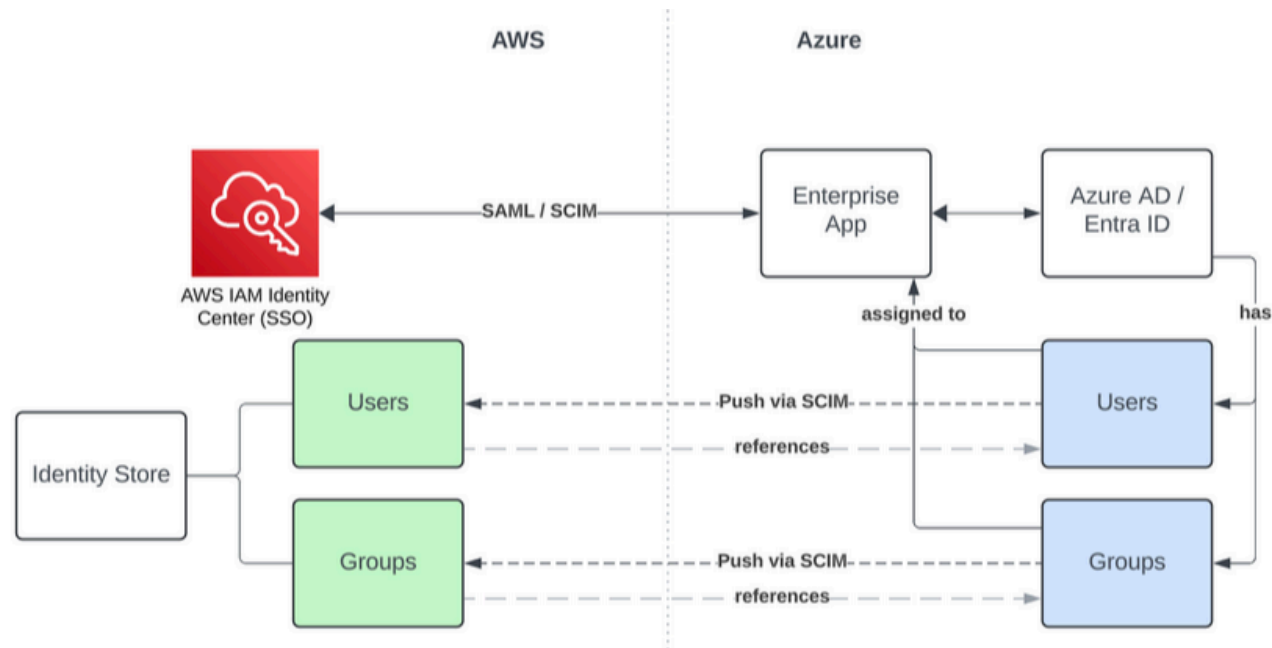 AWS
Azure
Enterprise
App
Azure AD /
Entra ID
SAML / SCIM
AWS IAM Identity
Center (SSO)
assigned to
has
Users
Push via SCIM
Users
references
Identity Store
Groups
Push via SCIM
Groups
references